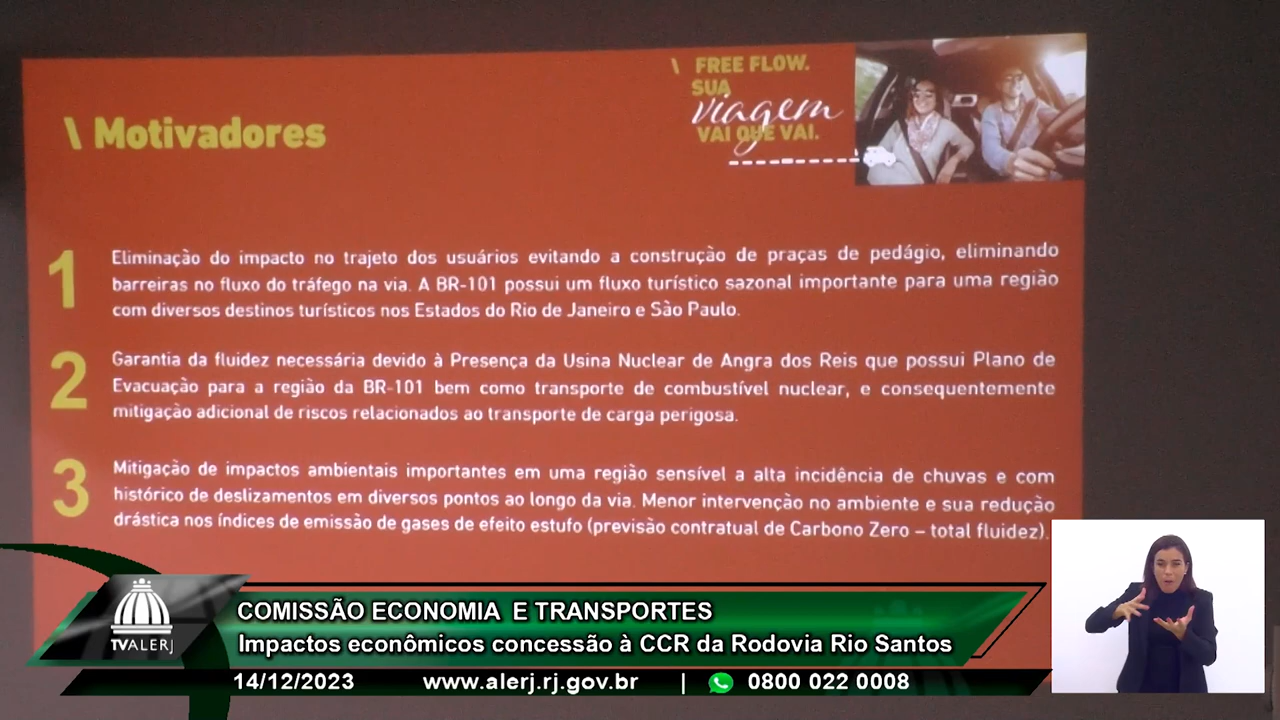 \ FREE FLOW.
SUA
viagem
VAI QUE VAI.
\ Motivadores
1
Eliminação do impacto no trajeto dos usuários evitando a construção de praças de pedágio, eliminando
barreiras no fluxo do tráfego na via. A BR-101 possui um fluxo turístico sazonal importante para uma região
com diversos destinos turísticos nos Estados do Rio de Janeiro e São Paulo.
2
Garantia da fluidez necessária devido à Presença da Usina Nuclear de Angra dos Reis que possui Plano de
Evacuação para a região da BR-101 bem como transporte de combustível nuclear, e consequentemente
mitigação adicional de riscos relacionados ao transporte de carga perigosa.
3
Mitigação de impactos ambientais importantes em uma região sensível a alta incidência de chuvas e com
histórico de deslizamentos em diversos pontos ao longo da via. Menor intervenção no ambiente e sua redução
drástica nos índices de emissão de gases de efeito estufo (previsão contratual de Carbono Zero – total fluidez).
COMISSÃO ECONOMIA E TRANSPORTES
Impactos econômicos concessão à CCR da Rodovia Rio Santos
TVALERJ
14/12/2023 www.alerj.rj.gov.br | 0800 022 0008